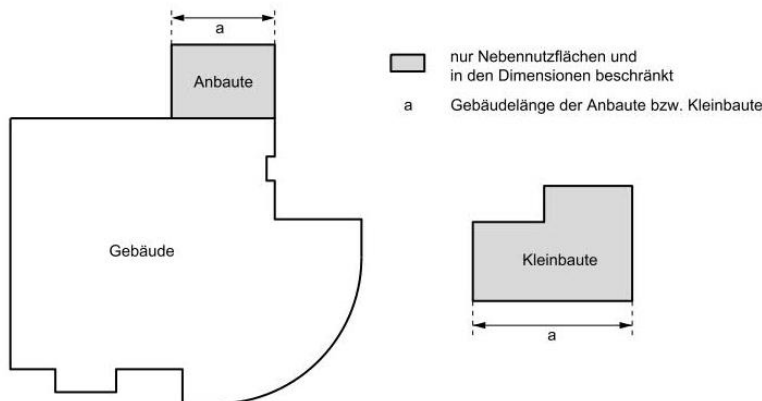 a
Anbaute
nur Nebennutzflächen und
in den Dimensionen beschränkt
a Gebäudelänge der Anbaute bzw. Kleinbaute
Gebäude
Kleinbaute
a